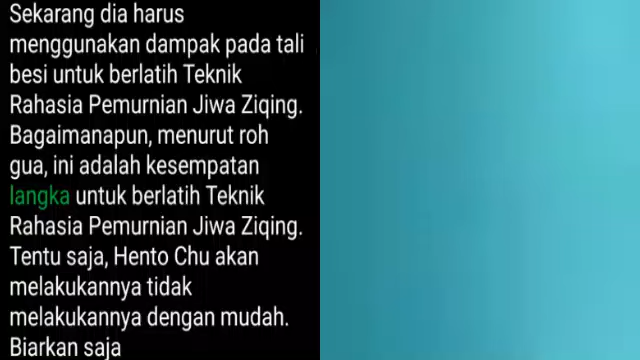 Sekarang dia harus
menggunakan dampak pada tali
besi untuk berlatih Teknik
Rahasia Pemurnian Jiwa Ziqing.
Bagaimanapun, menurut roh
gua, ini adalah kesempatan
langka untuk berlatih Teknik
Rahasia Pemurnian Jiwa Ziqing.
Tentu saja, Hento Chu akan
melakukannya tidak
melakukannya dengan mudah.
Biarkan saja